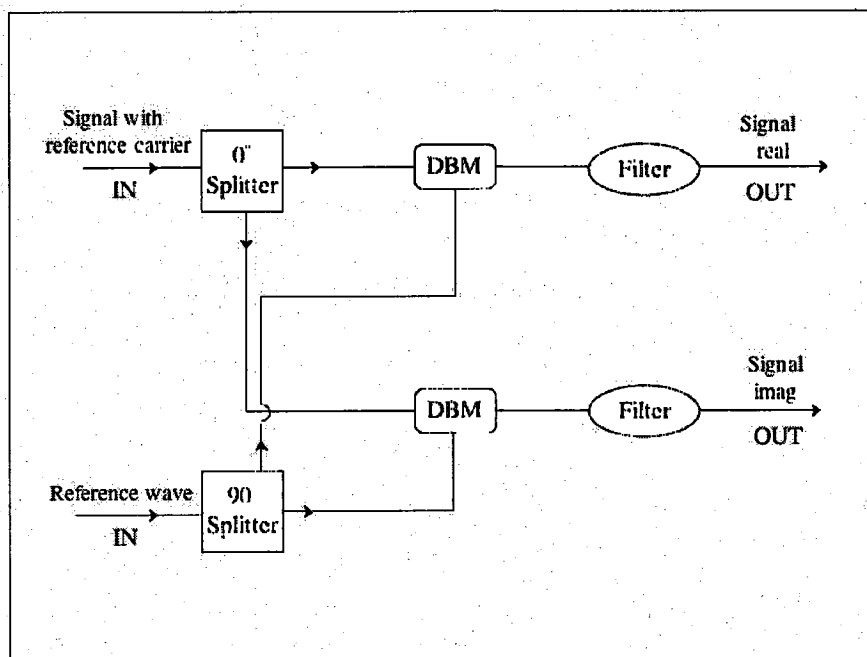 Signal with
reference carrier
IN
0°
Splitter
DBM
Filter
Signal
real
OUT
DBM
Filter
Signal
imag
OUT
Reference wave
IN
90
Splitter